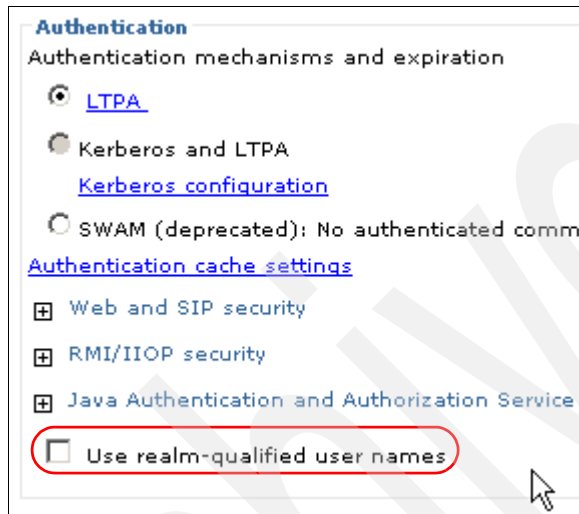 Authentication
Authentication mechanisms and expiration
LTPA
Kerberos and LTPA
Kerberos configuration
SWAM (deprecated): No authenticated comm
Authentication cache settings
Web and SIP security
RMI/IIOP security
Java Authentication and Authorization Service
Use realm-qualified user names